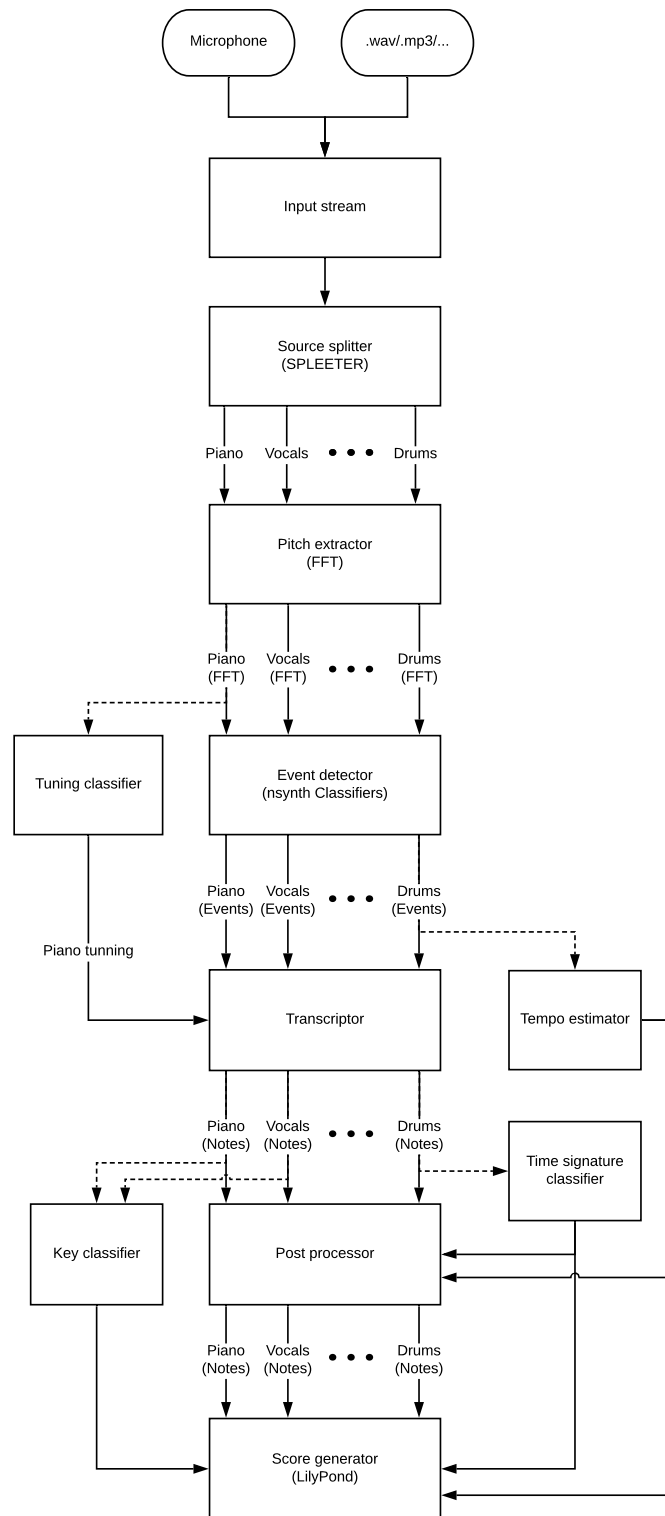 Microphone
.wav/.mp3/...
Input stream
Source splitter
(SPLEETER)
Piano
Vocals
Drums
Pitch extractor
(FFT)
Piano
(FFT)
Vocals
(FFT)
Drums
(FFT)
Tuning classifier
Event detector
(nsynth Classifiers)
Piano
(Events)
Vocals
(Events)
Drums
(Events)
Piano tunning
Transcriptor
Tempo estimator
Piano
(Notes)
Vocals
(Notes)
Drums
(Notes)
Time signature
classifier
Key classifier
Post processor
Piano
(Notes)
Vocals
(Notes)
Drums
(Notes)
Score generator
(LilyPond)